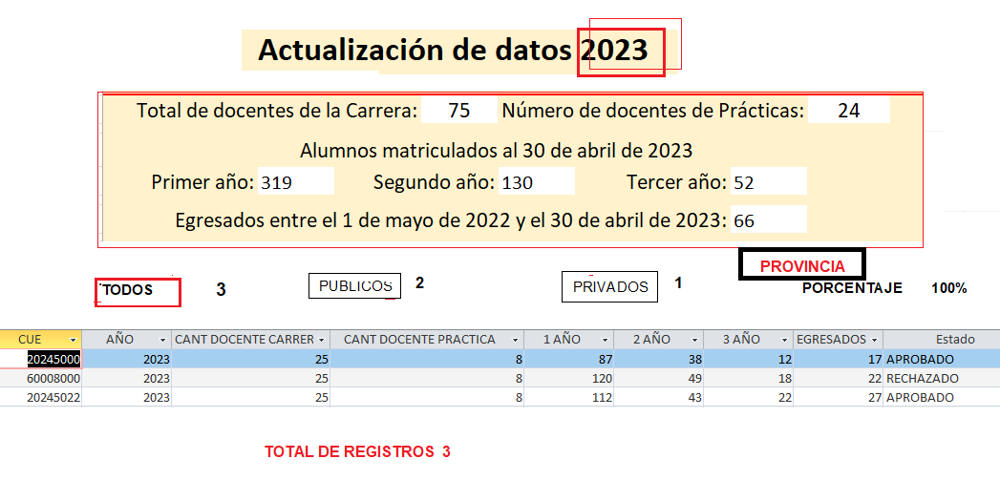 Actualización de datos 2023
Total de docentes de la Carrera: 75 Número de docentes de Prácticas: 24
Alumnos matriculados al 30 de abril de 2023
Primer año: 319 Segundo año: 130 Tercer año: 52
Egresados entre el 1 de mayo de 2022 y el 30 de abril de 2023: 66
PROVINCIA
TODOS 3 PUBLICOS 2 PRIVADOS 1 PORCENTAJE 100%
CUE AÑO CANT DOCENTE CARRER CANT DOCENTE PRACTICA 1 AÑO 2 AÑO 3 AÑO EGRESADOS Estado
20245000 2023 25 8 87 38 12 17 APROBADO
60008000 2023 25 8 120 49 18 22 RECHAZADO
20245022 2023 25 8 112 43 22 27 APROBADO
TOTAL DE REGISTROS 3